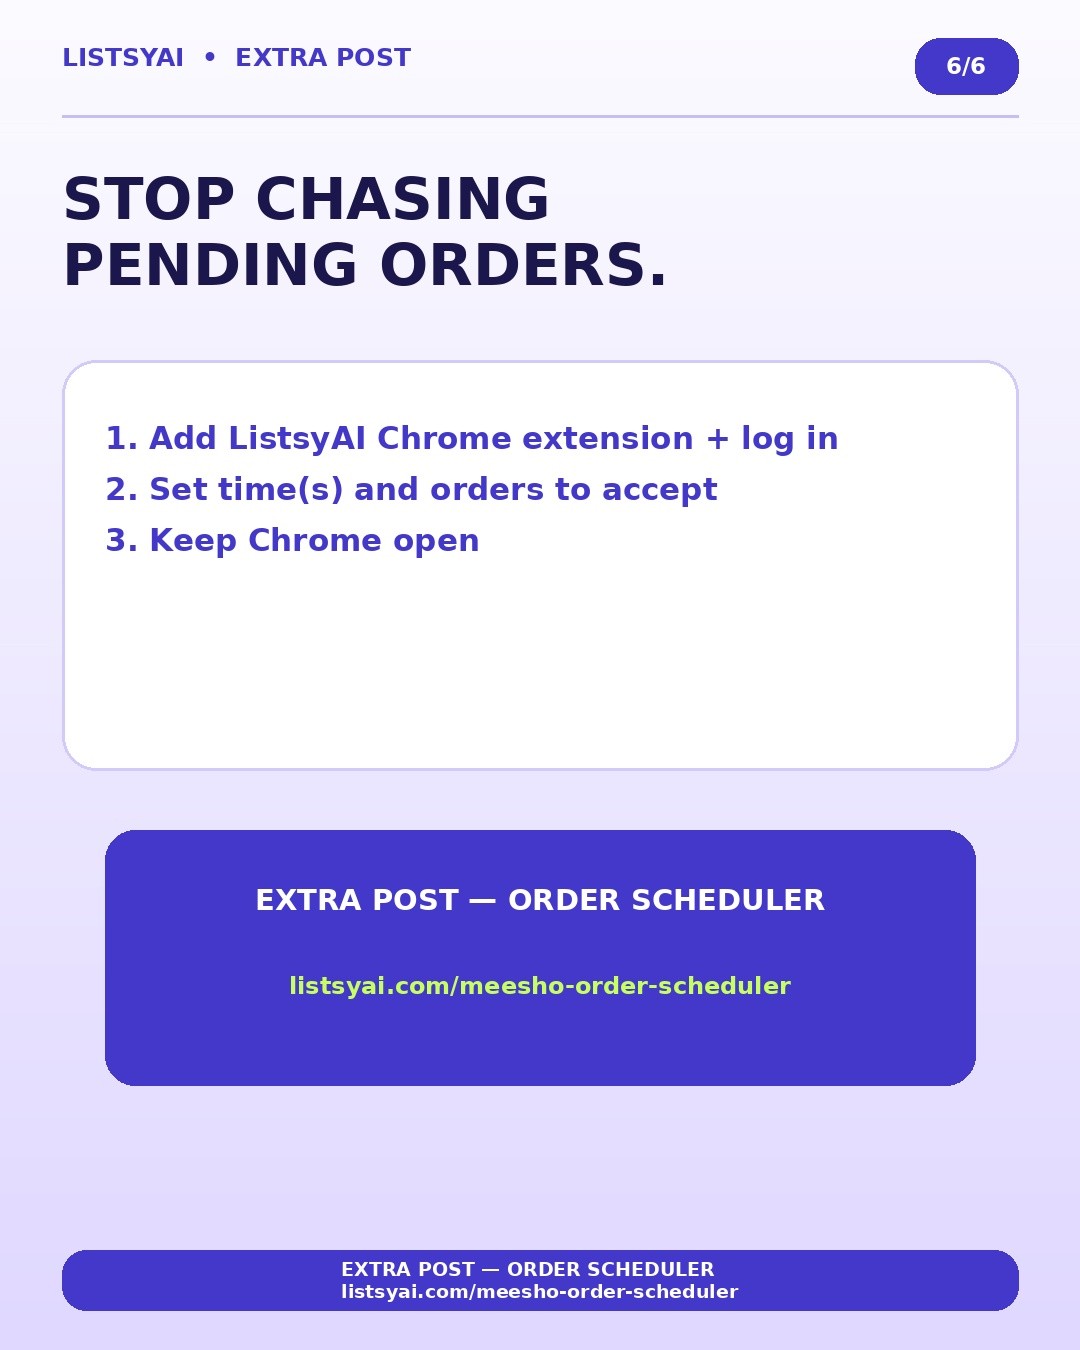 LISTSYAI • EXTRA POST
6/6
STOP CHASING
PENDING ORDERS.
1. Add ListsyAI Chrome extension + log in
2. Set time(s) and orders to accept
3. Keep Chrome open
EXTRA POST — ORDER SCHEDULER
listsyai.com/meesho-order-scheduler
EXTRA POST — ORDER SCHEDULER
listsyai.com/meesho-order-scheduler